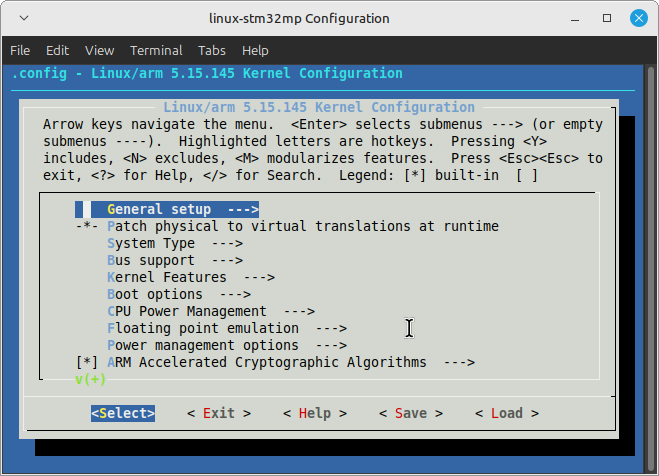 linux-stm32mp Configuration
File Edit View Terminal Tabs Help
.config - Linux/arm 5.15.145 Kernel Configuration
Linux/arm 5.15.145 Kernel Configuration
Arrow keys navigate the menu.  <Enter> selects submenus ---> (or empty
submenus ----).  Highlighted letters are hotkeys.  Pressing <Y>
includes, <N> excludes, <M> modularizes features.  Press <Esc><Esc> to
exit, <?> for Help, </> for Search.  Legend: [*] built-in  [ ]
General setup  --->
-*- Patch physical to virtual translations at runtime
System Type  --->
Bus support  --->
Kernel Features  --->
Boot options  --->
CPU Power Management  --->
Floating point emulation  --->
Power management options  --->
[*] ARM Accelerated Cryptographic Algorithms  --->
v(+)
<Select>    < Exit >    < Help >    < Save >    < Load >